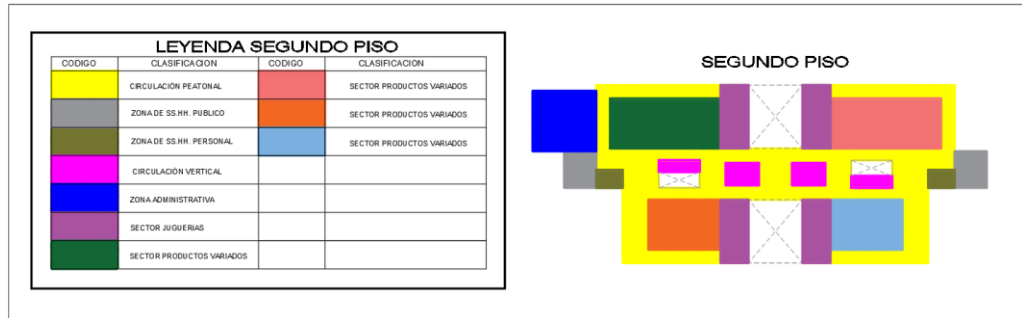 LEYENDA SEGUNDO PISO
CODIGO CLASIFICACION CODIGO CLASIFICACION
CIRCULACIÓN PEATONAL SECTOR PRODUCTOS VARIADOS
ZONA DE SS.HH. PUBLICO SECTOR PRODUCTOS VARIADOS
ZONA DE SS.HH. PERSONAL SECTOR PRODUCTOS VARIADOS
CIRCULACIÓN VERTICAL
ZONA ADMINISTRATIVA
SECTOR JUGUERIAS
SECTOR PRODUCTOS VARIADOS
SEGUNDO PISO